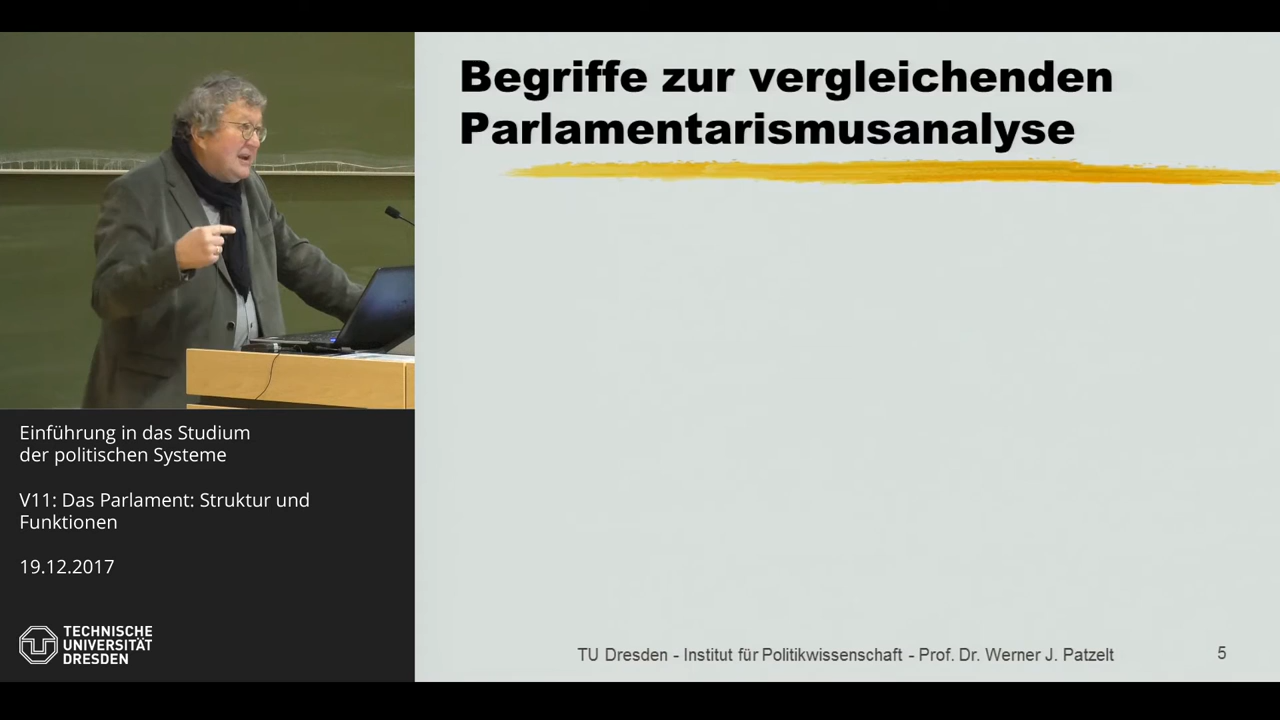 Begriffe zur vergleichenden
Parlamentarismusanalyse
Einführung in das Studium
der politischen Systeme
V11: Das Parlament: Struktur und
Funktionen
19.12.2017
TECHNISCHE
UNIVERSITÄT
DRESDEN
TU Dresden - Institut für Politikwissenschaft - Prof. Dr. Werner J. Patzelt
5